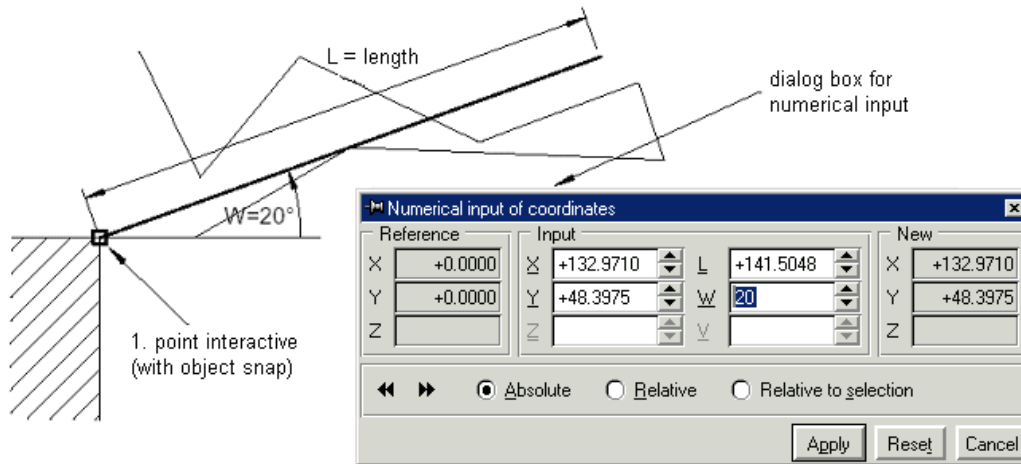 L = length
dialog box for
numerical input
W=20°
1. point interactive
(with object snap)
Numerical input of coordinates
Reference Input New
X +0.0000 X +132.9710 L +141.5048 X +132.9710
Y +0.0000 Y +48.3975 W 20 Y +48.3975
Z Z V Z
Absolute Relative Relative to selection
Apply Reset Cancel